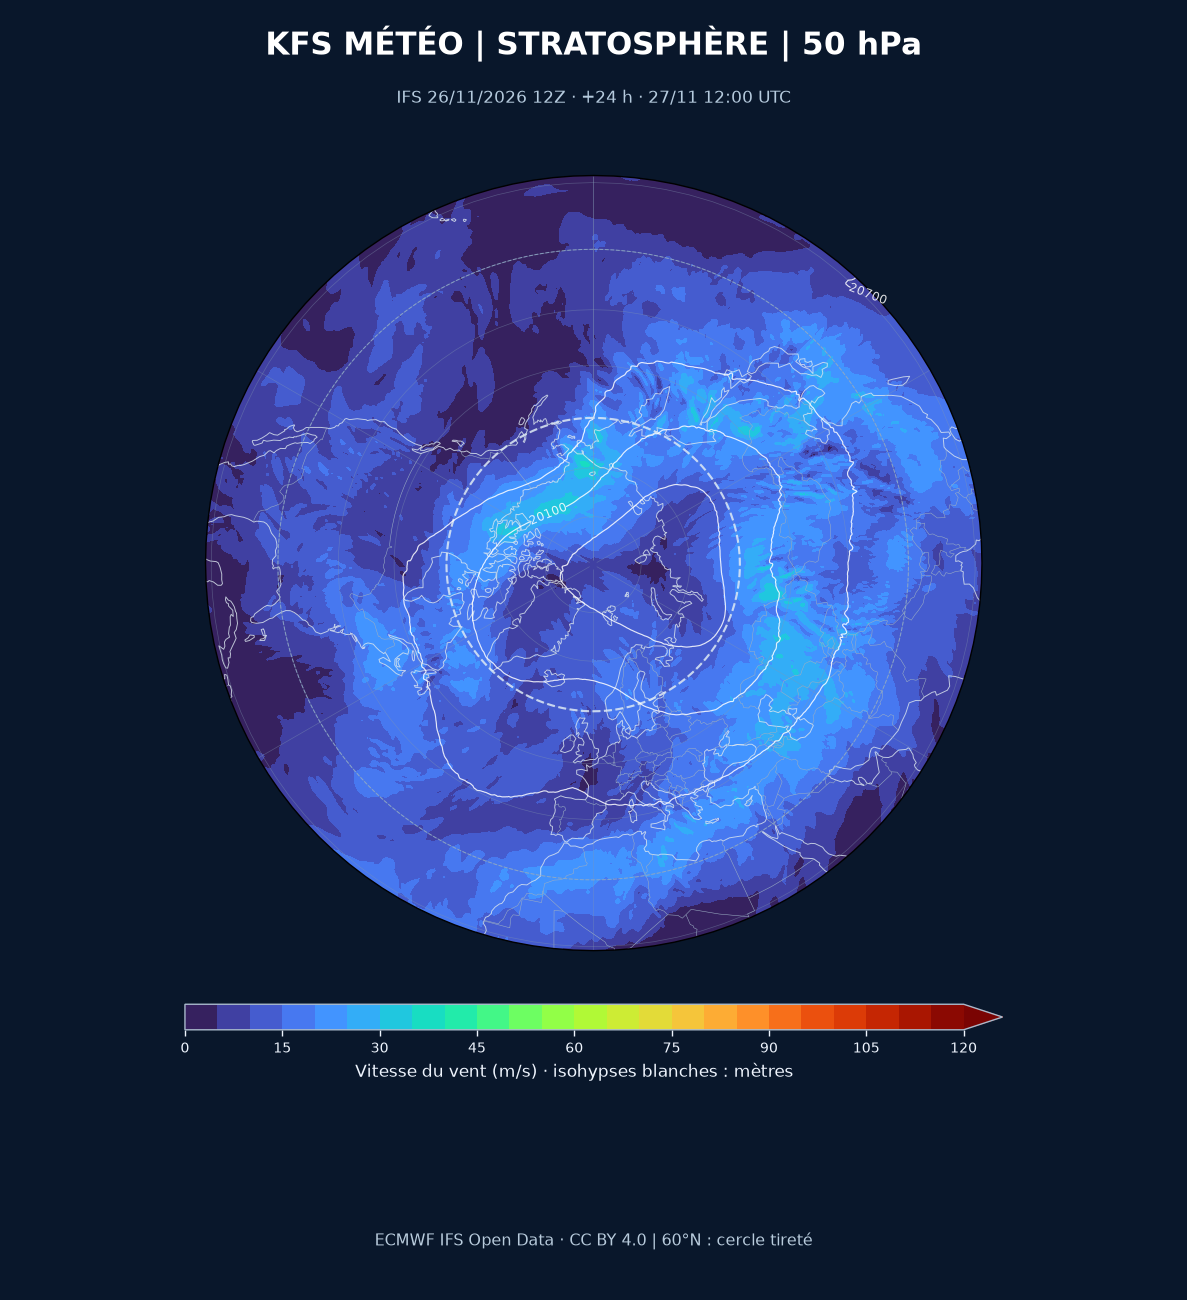 KFS MÉTÉO | STRATOSPHÈRE | 50 hPa
IFS 26/11/2026 12Z · +24 h · 27/11 12:00 UTC
20700
20100
0 15 30 45 60 75 90 105 120
Vitesse du vent (m/s) · isohypses blanches : mètres
ECMWF IFS Open Data · CC BY 4.0 | 60°N : cercle tireté